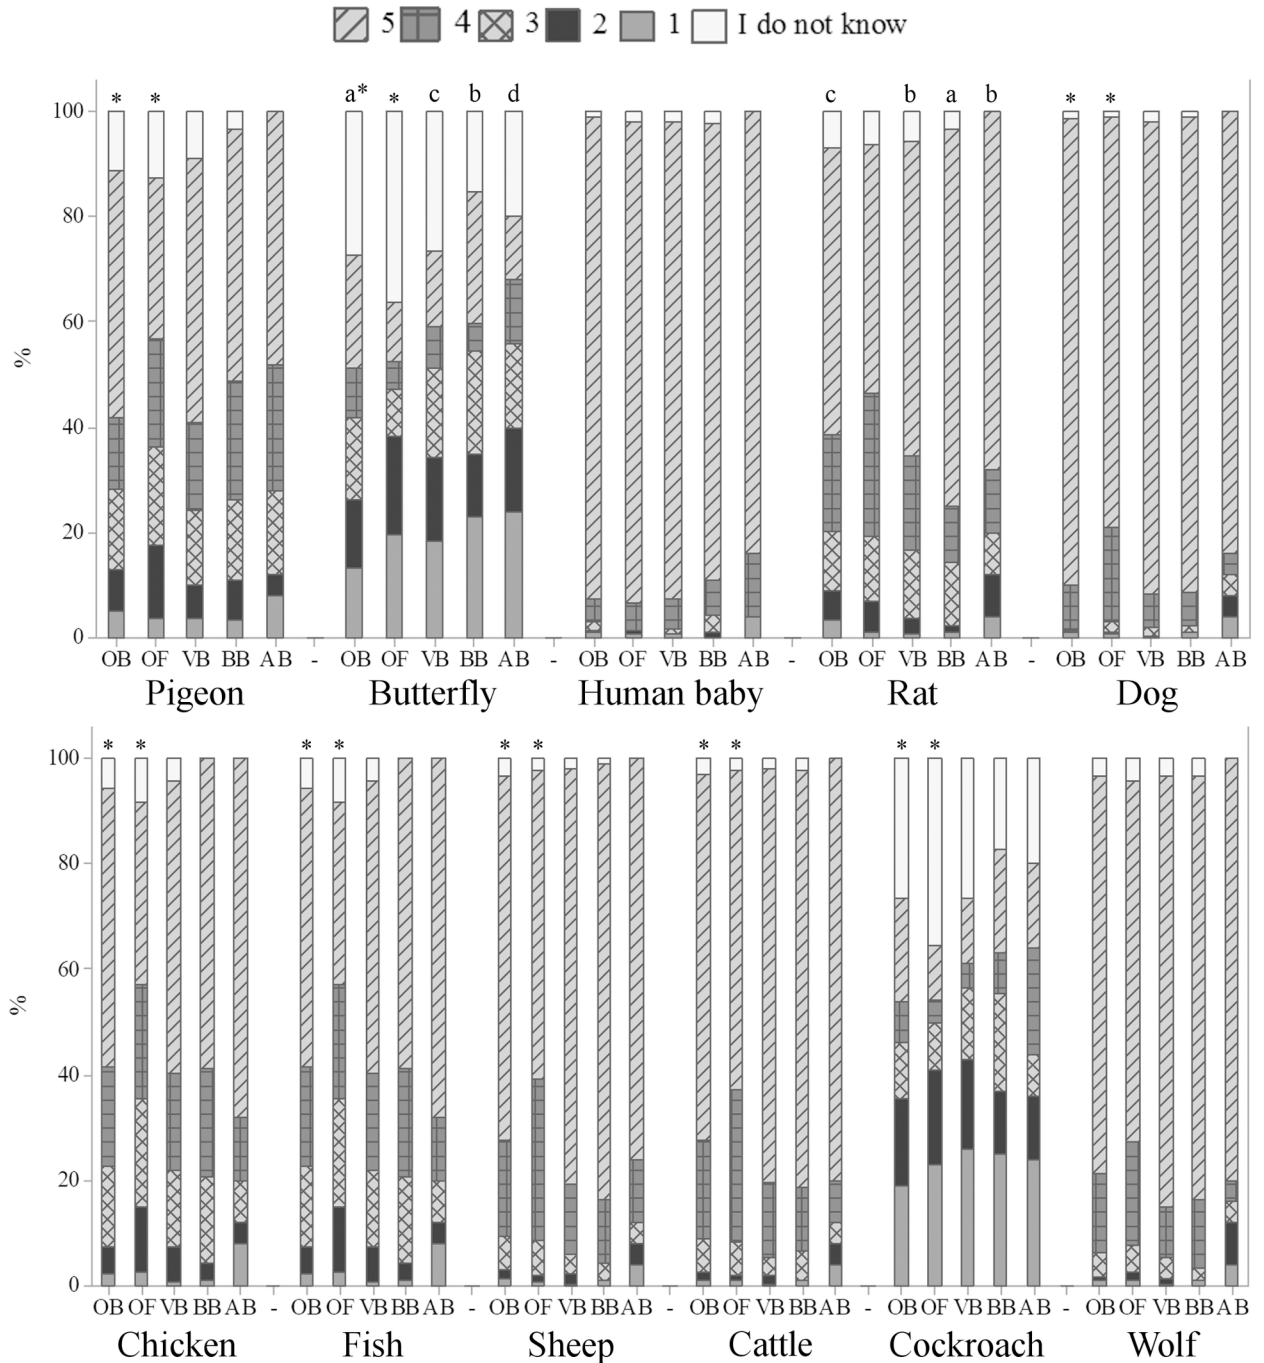 5 4 3 2 1 I do not know
* * a* * c b d c b a b * *
100
80
60
%
40
20
0
OB OF VB BB AB - OB OF VB BB AB - OB OF VB BB AB - OB OF VB BB AB - OB OF VB BB AB
Pigeon Butterfly Human baby Rat Dog
* * * * * * * * * *
100
80
60
%
40
20
0
OB OF VB BB AB - OB OF VB BB AB - OB OF VB BB AB - OB OF VB BB AB - OB OF VB BB AB - OB OF VB BB AB
Chicken Fish Sheep Cattle Cockroach Wolf